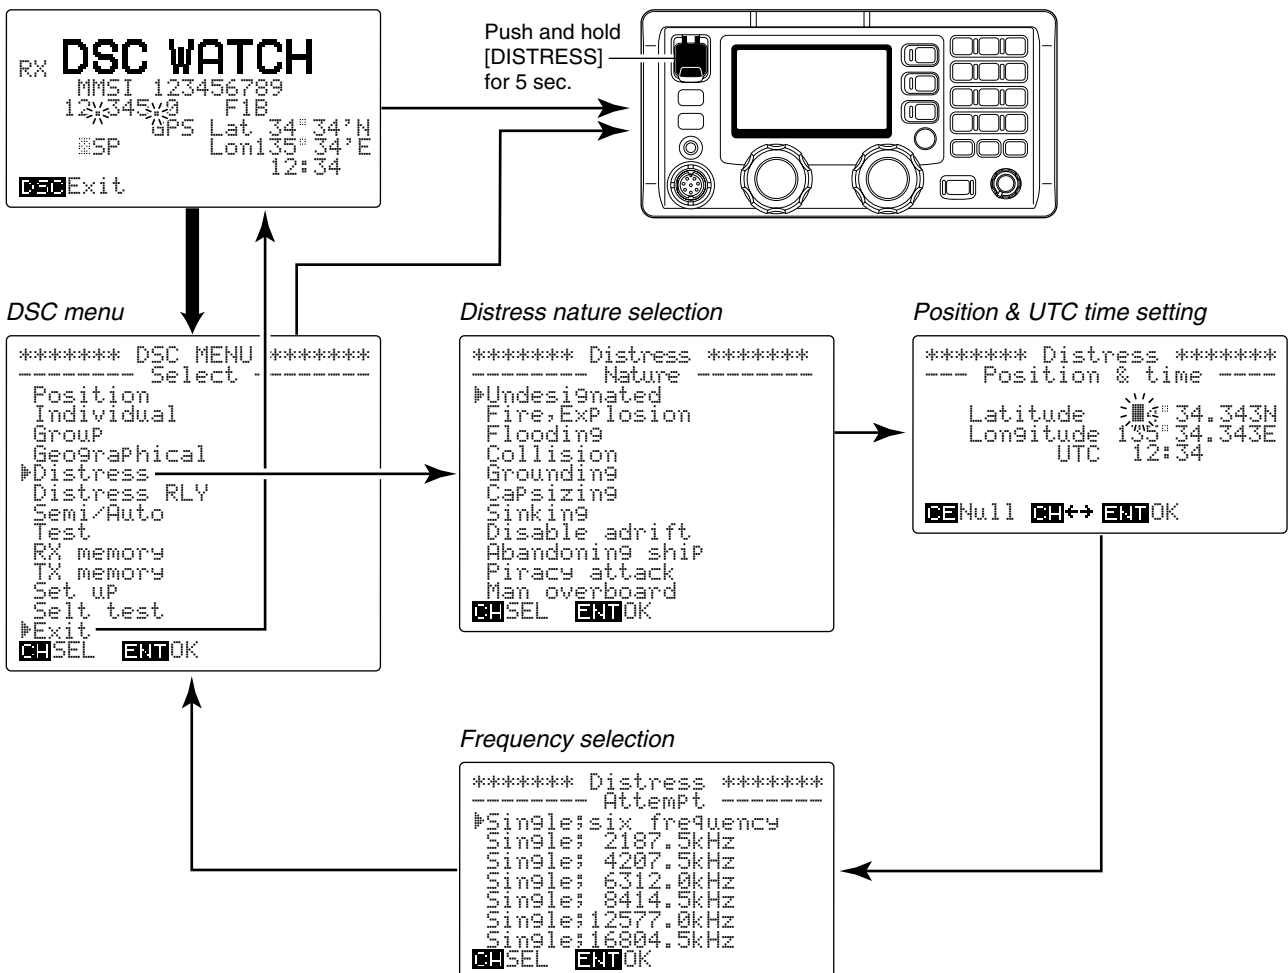 RX DSC WATCH
MMSI 123456789
12 345 0 F1B
GPS Lat 34°34'N
SP Lon135°34'E
12:34
DSC Exit
Push and hold
[DISTRESS]
for 5 sec.
DSC menu
******* DSC MENU *******
-------- Select --------
Position
Individual
Group
Geographical
Distress
Distress RLY
Semi/Auto
Test
RX memory
TX memory
Set up
Selt test
Exit
CH SEL ENT OK
Distress nature selection
******* Distress *******
-------- Nature --------
Undesignated
Fire,Explosion
Flooding
Collision
Grounding
Capsizing
Sinking
Disable adrift
Abandoning ship
Piracy attack
Man overboard
CH SEL ENT OK
Position & UTC time setting
******* Distress *******
--- Position & time ----
Latitude °34.343N
Longitude 135°34.343E
UTC 12:34
CE Null CH ←→ ENT OK
Frequency selection
******* Distress *******
-------- Attempt -------
Single;six frequency
Single; 2187.5kHz
Single; 4207.5kHz
Single; 6312.0kHz
Single; 8414.5kHz
Single;12577.0kHz
Single;16804.5kHz
CH SEL ENT OK